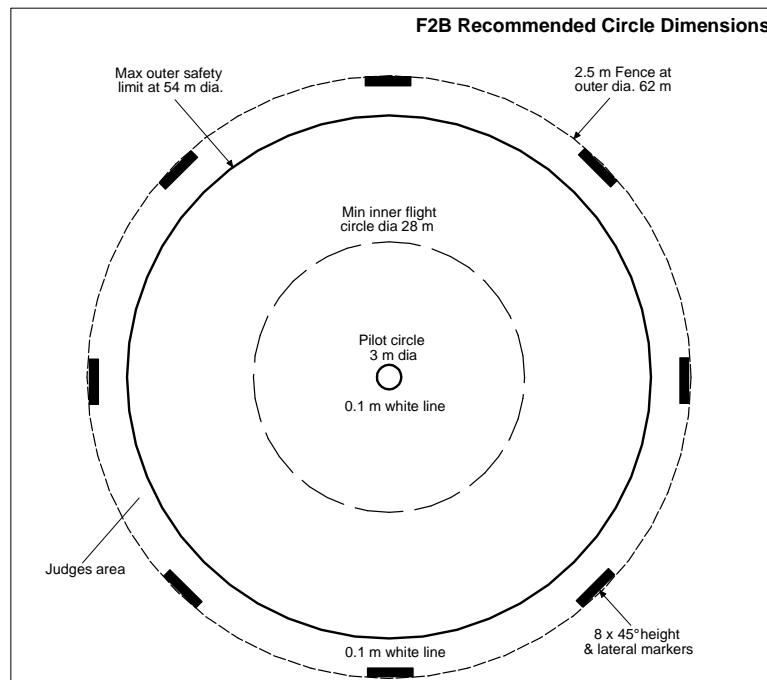 F2B Recommended Circle Dimensions
Max outer safety
limit at 54 m dia.
2.5 m Fence at
outer dia. 62 m
Min inner flight
circle dia 28 m
Pilot circle
3 m dia
0.1 m white line
Judges area
0.1 m white line
8 x 45°height
& lateral markers